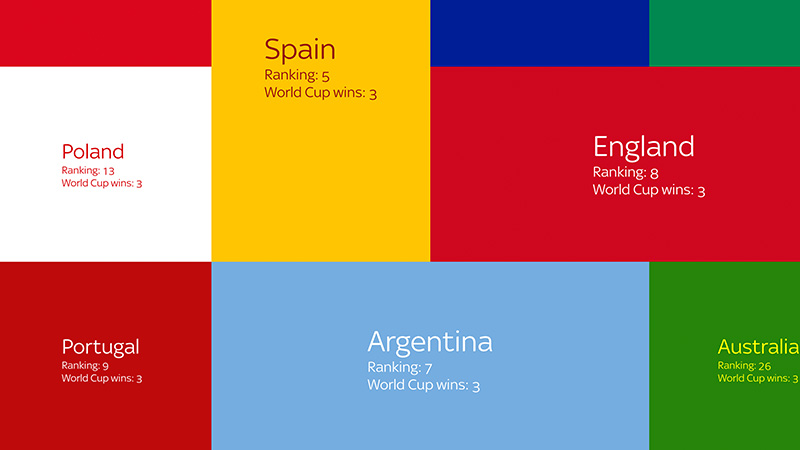 Spain
Ranking: 5
World Cup wins: 3
Poland
Ranking: 13
World Cup wins: 3
England
Ranking: 8
World Cup wins: 3
Portugal
Ranking: 9
World Cup wins: 3
Argentina
Ranking: 7
World Cup wins: 3
Australia
Ranking: 26
World Cup wins: 3